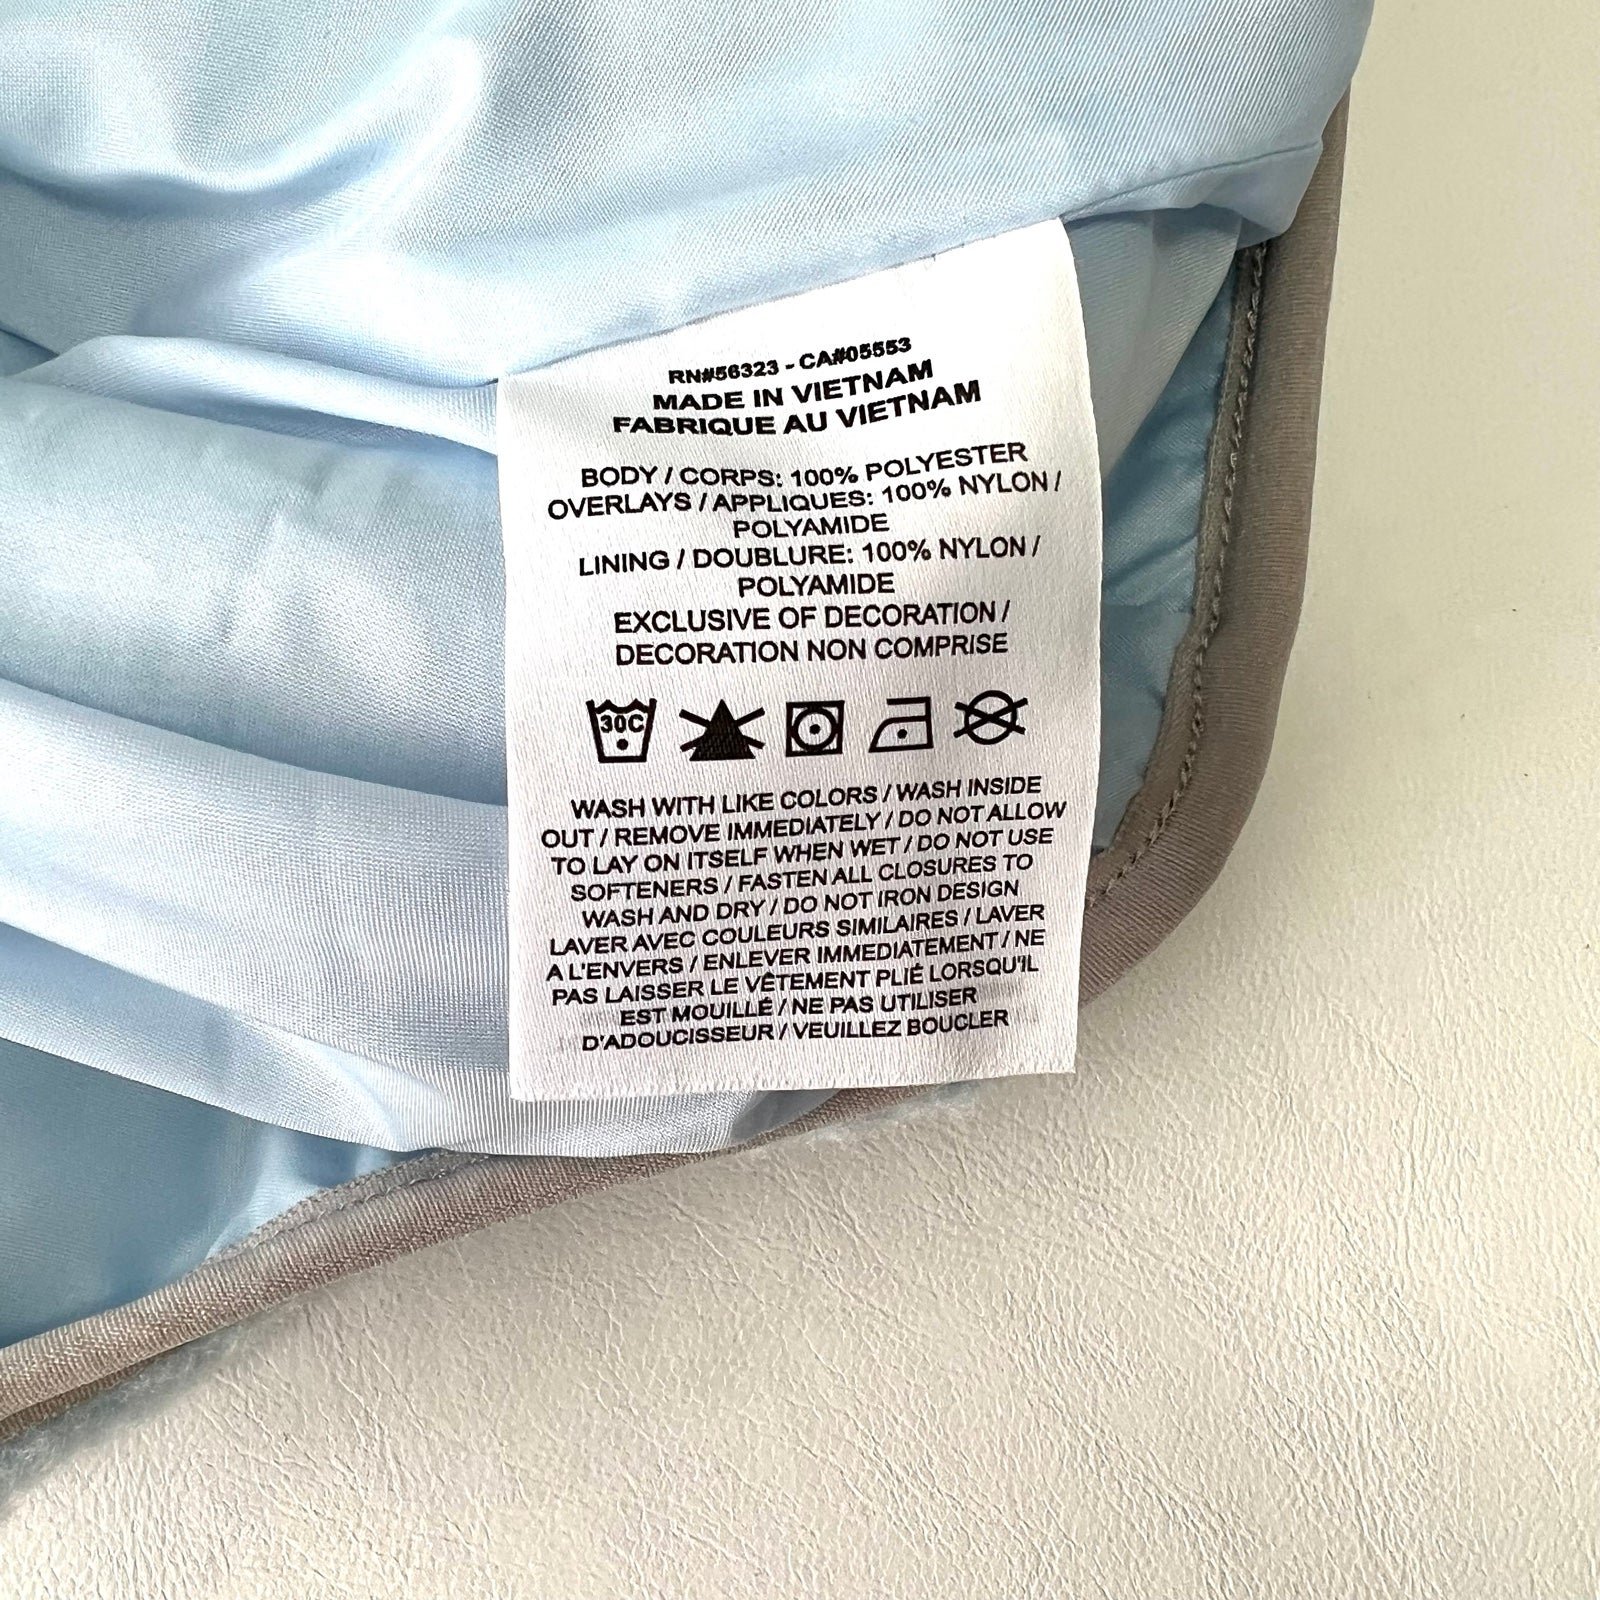 RN#56323 - CA#05553
MADE IN VIETNAM
FABRIQUE AU VIETNAM
BODY / CORPS: 100% POLYESTER
OVERLAYS / APPLIQUES: 100% NYLON /
POLYAMIDE
LINING / DOUBLURE: 100% NYLON /
POLYAMIDE
EXCLUSIVE OF DECORATION /
DECORATION NON COMPRISE
30C
WASH WITH LIKE COLORS / WASH INSIDE
OUT / REMOVE IMMEDIATELY / DO NOT ALLOW
TO LAY ON ITSELF WHEN WET / DO NOT USE
SOFTENERS / FASTEN ALL CLOSURES TO
WASH AND DRY / DO NOT IRON DESIGN
LAVER AVEC COULEURS SIMILAIRES / LAVER
A L'ENVERS / ENLEVER IMMEDIATEMENT / NE
PAS LAISSER LE VÊTEMENT PLIÉ LORSQU'IL
EST MOUILLÉ / NE PAS UTILISER
D'ADOUCISSEUR / VEUILLEZ BOUCLER